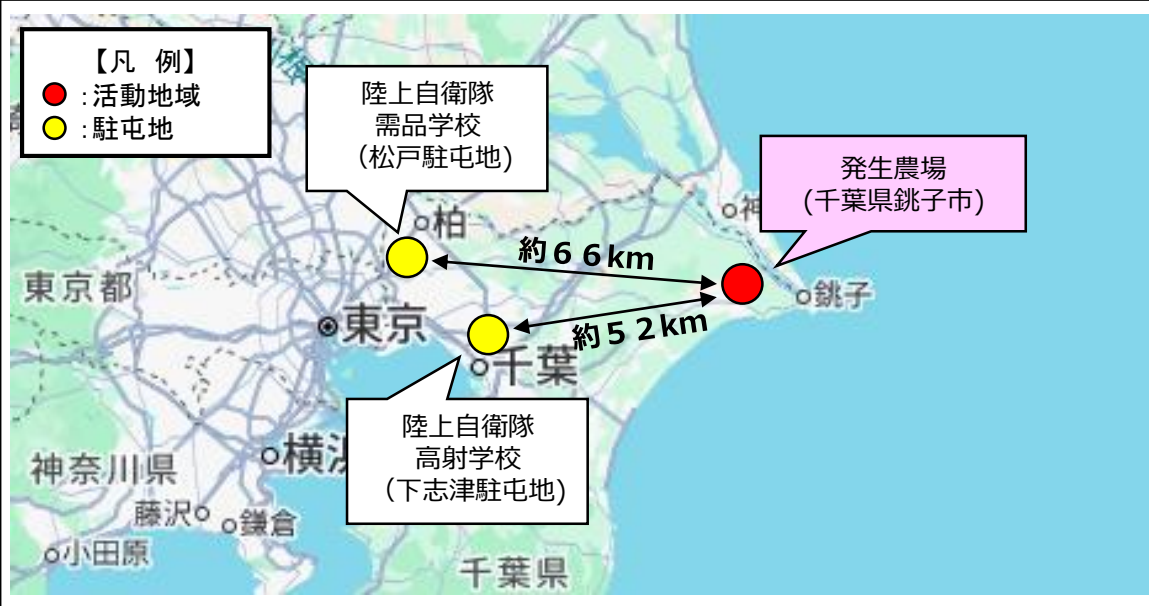 【凡 例】
:活動地域
:駐屯地
陸上自衛隊
需品学校
(松戸駐屯地)
発生農場
(千葉県銚子市)
柏
神
約66km
東京都
東京
銚子
約52km
千葉
陸上自衛隊
高射学校
(下志津駐屯地)
横浜
神奈川県
藤沢
鎌倉
小田原
千葉県